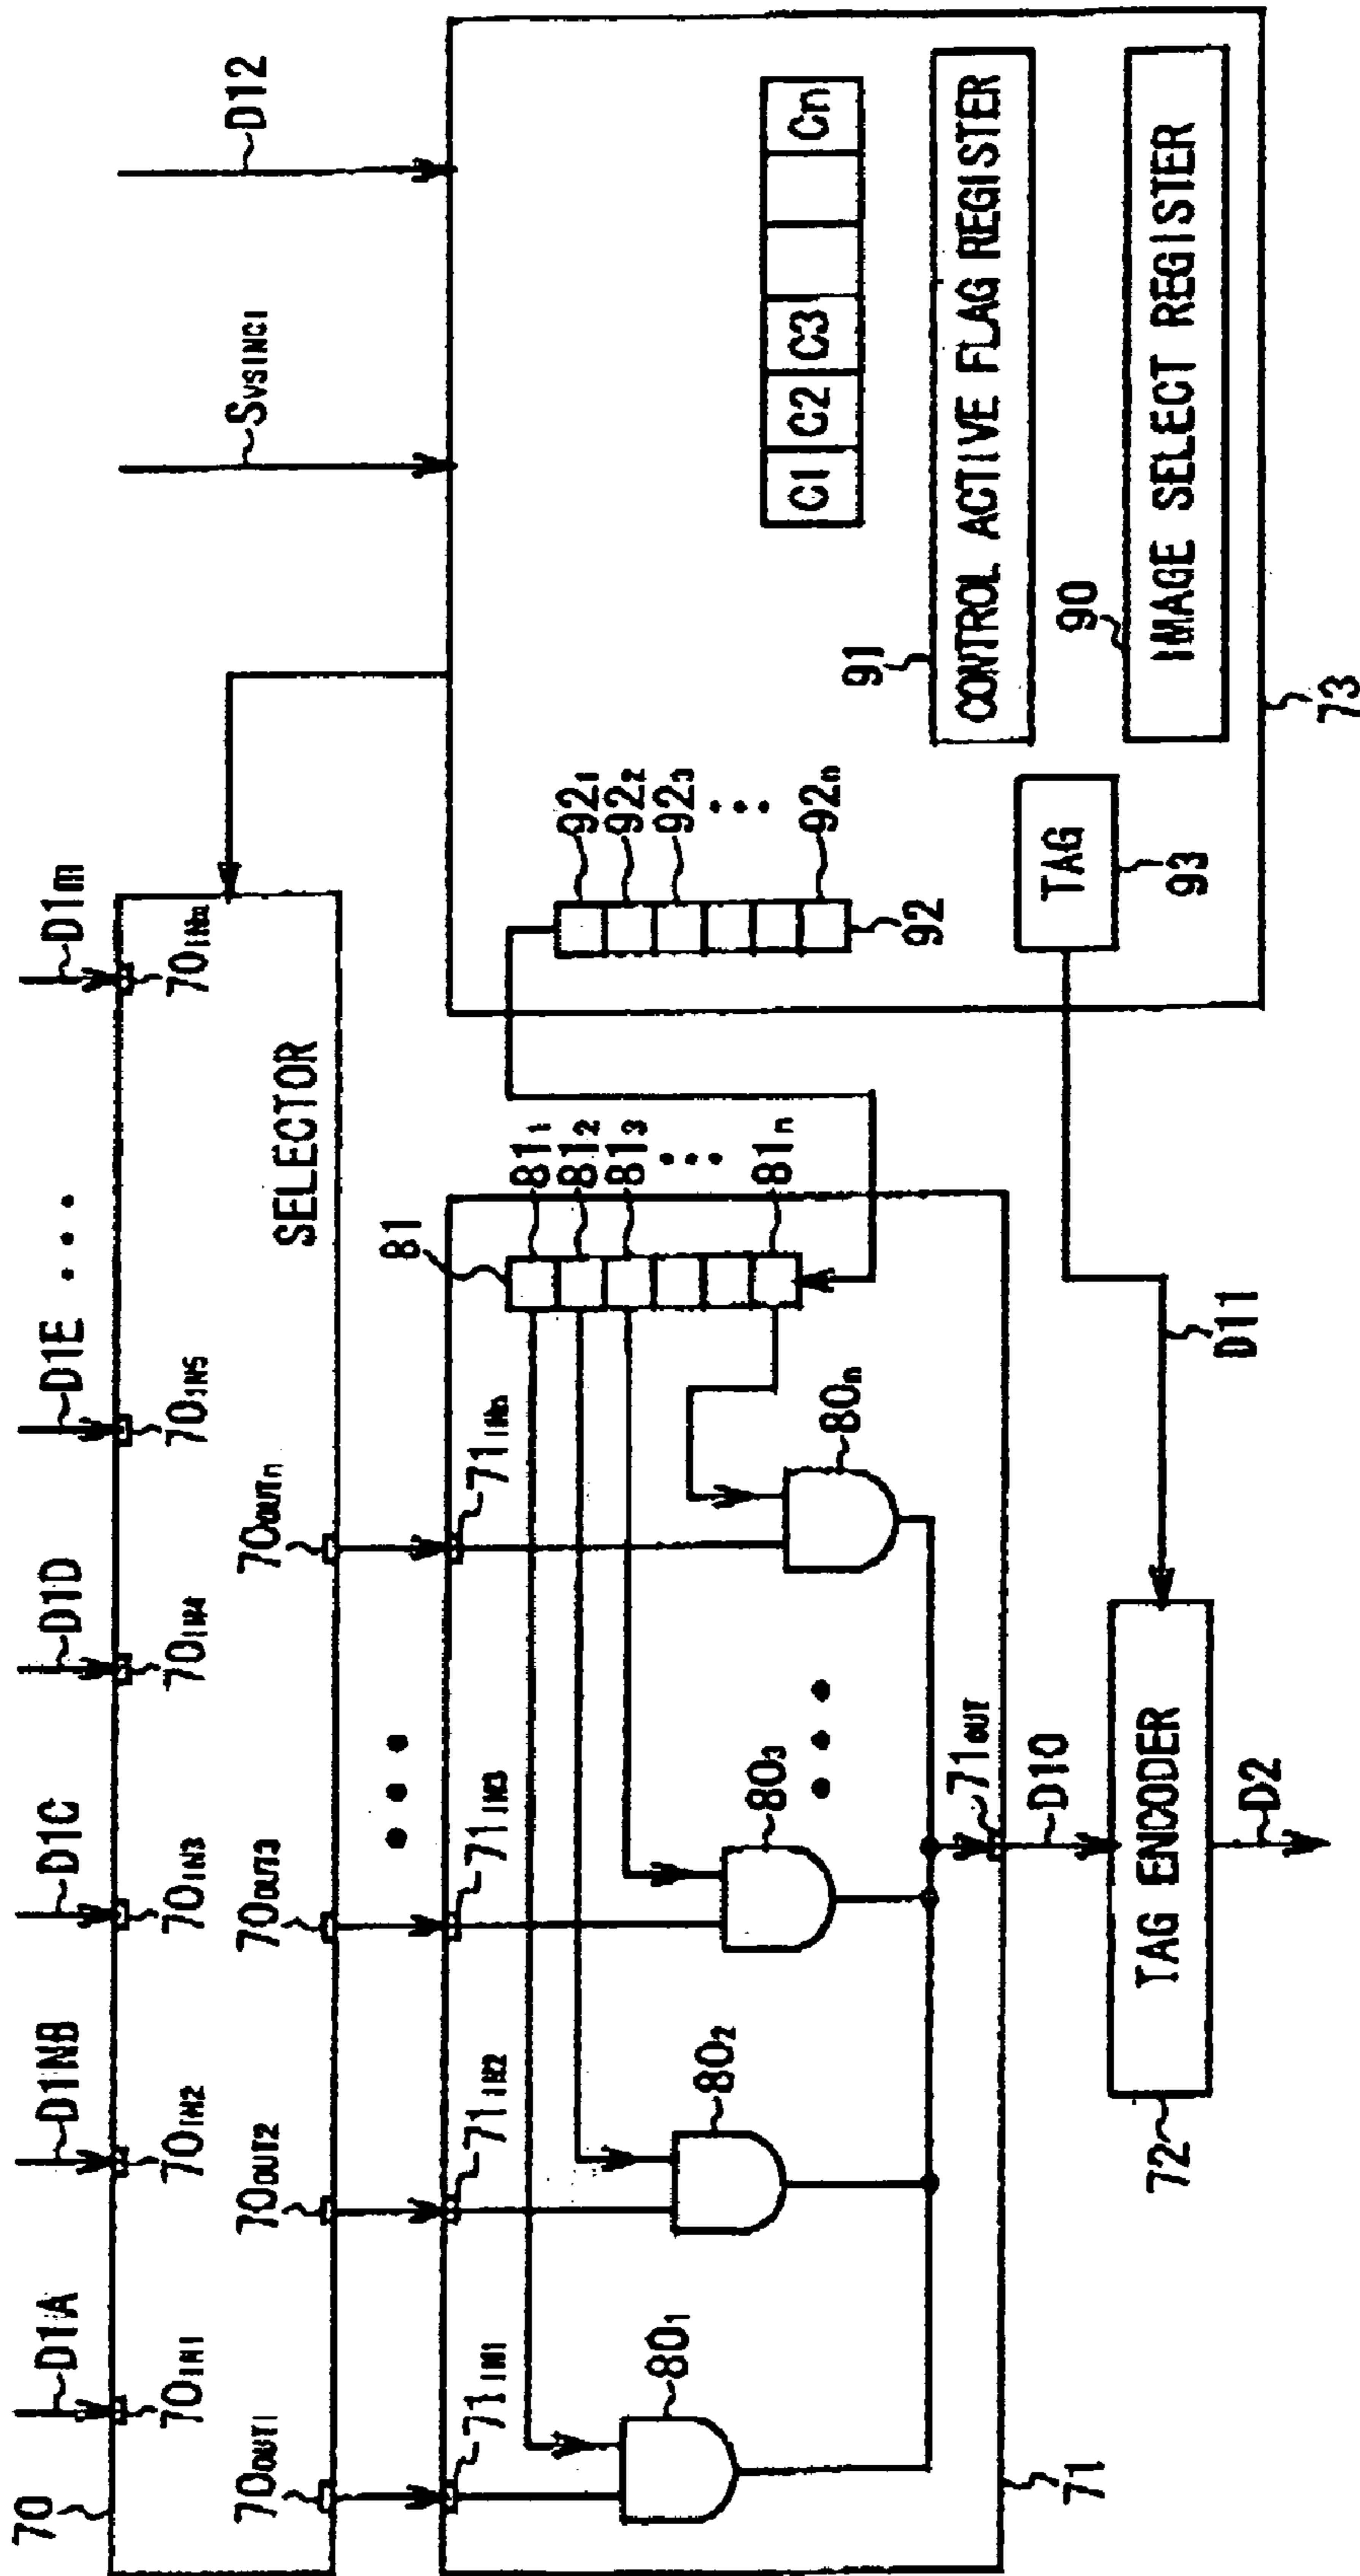 70
D1A
D1NB
D1C
D1D
D1E
D1m
SVSINC1
D12
70IN1
70IN2
70IN3
70IN4
70IN5
70INm
SELECTOR
70OUT1
70OUT2
70OUT3
70OUTn
71IN1
71IN2
71IN3
71INn
81
811
812
813
81n
921
922
923
92n
92
C1
C2
C3
Cn
801
802
803
80n
91
CONTROL ACTIVE FLAG REGISTER
TAG
93
90
IMAGE SELECT REGISTER
71
71OUT
D10
D11
73
72
TAG ENCODER
D2